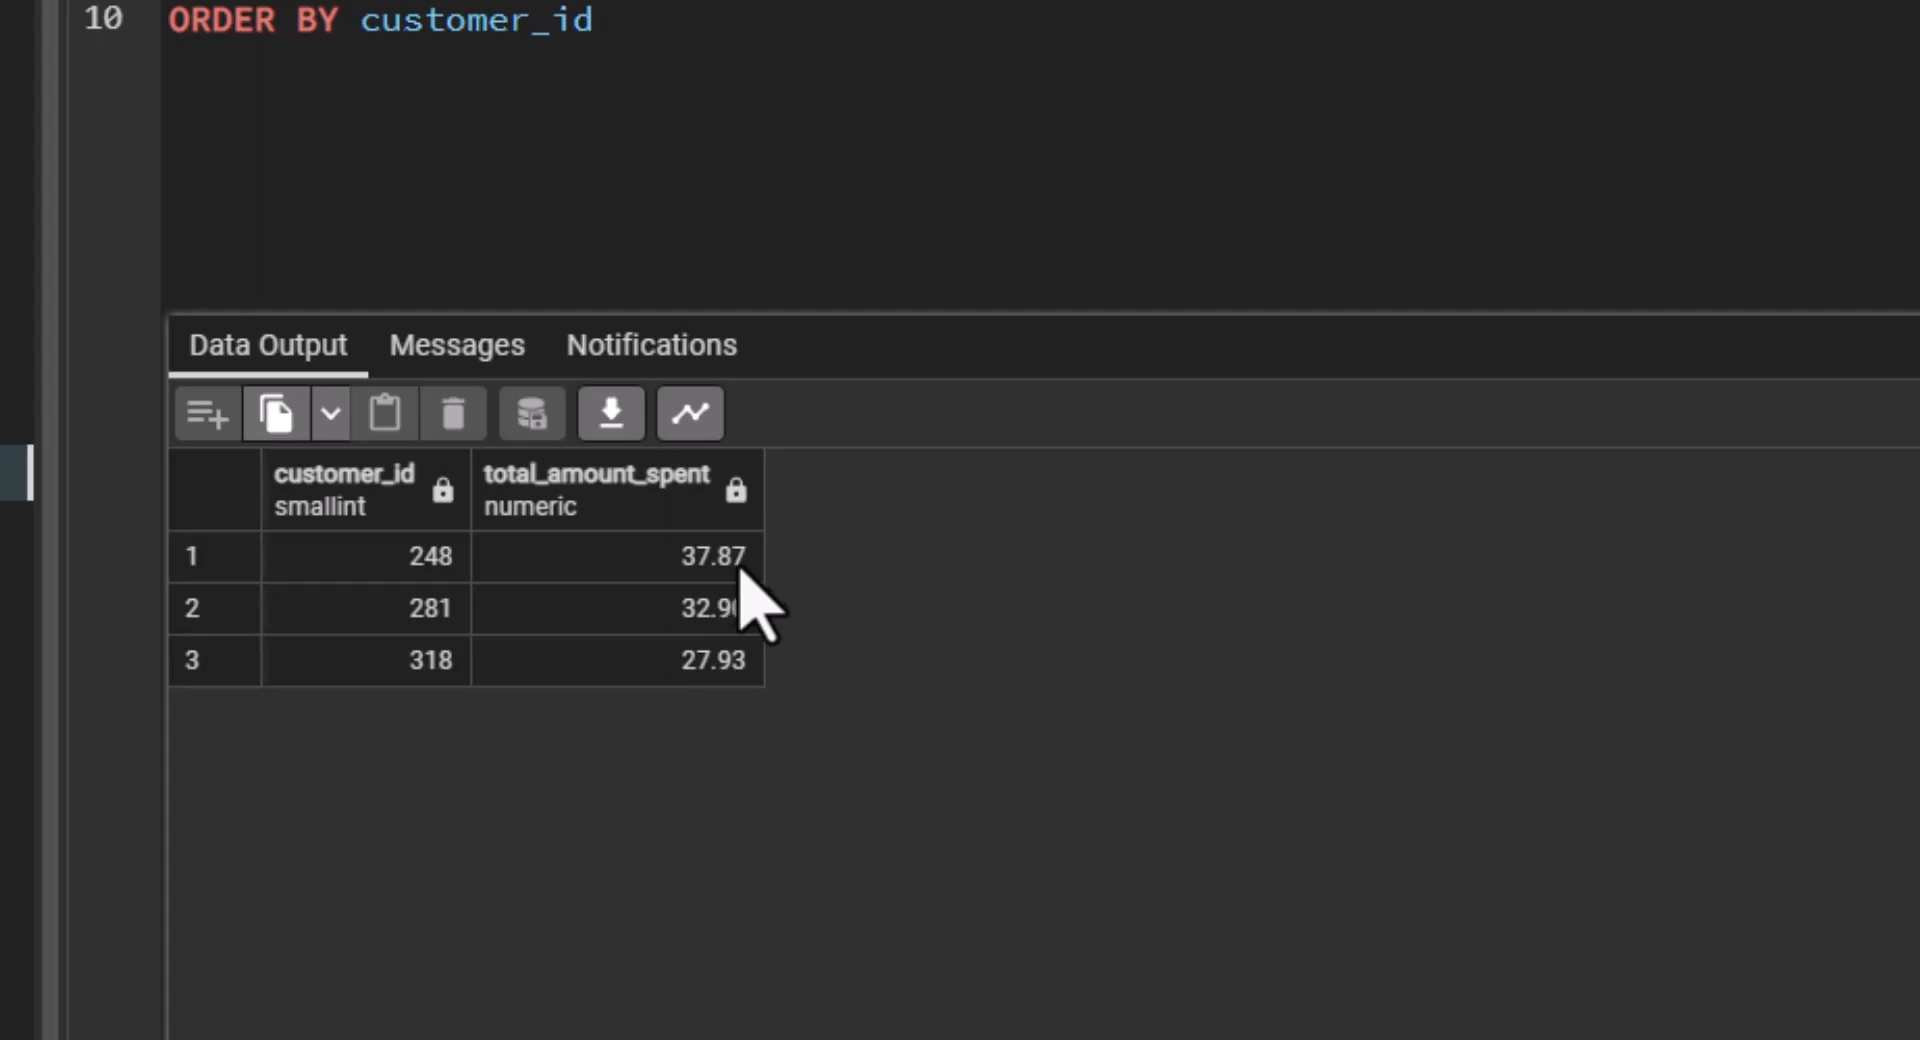 10 ORDER BY customer_id
Data Output Messages Notifications
customer_id total_amount_spent
smallint numeric
1 248 37.87
2 281
3 318 27.93